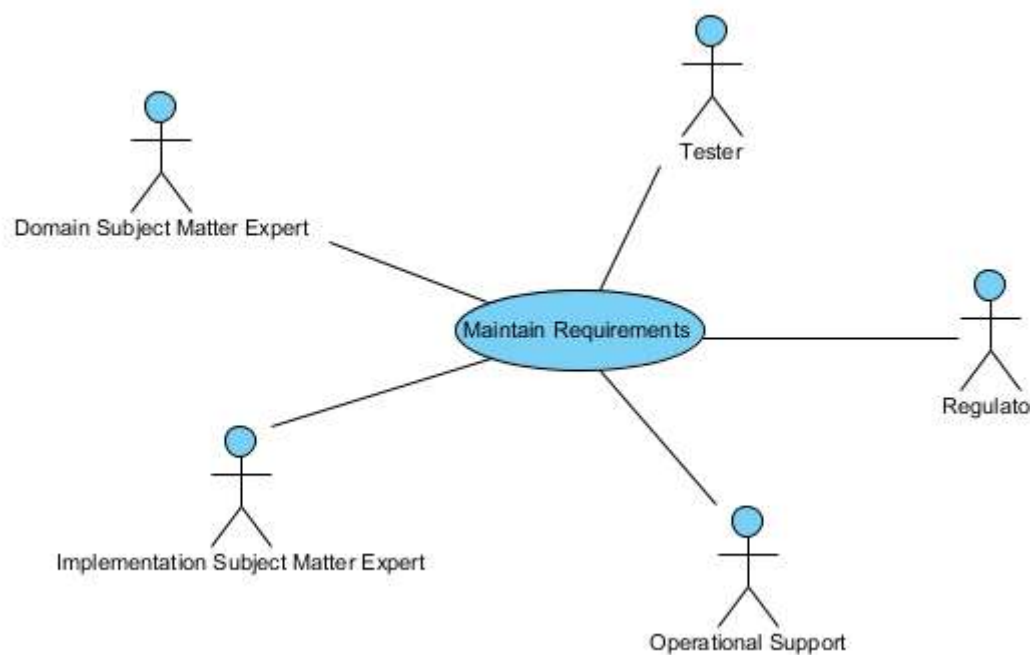 Tester
Domain Subject Matter Expert
Maintain Requirements
Regulato
Implementation Subject Matter Expert
Operational Support